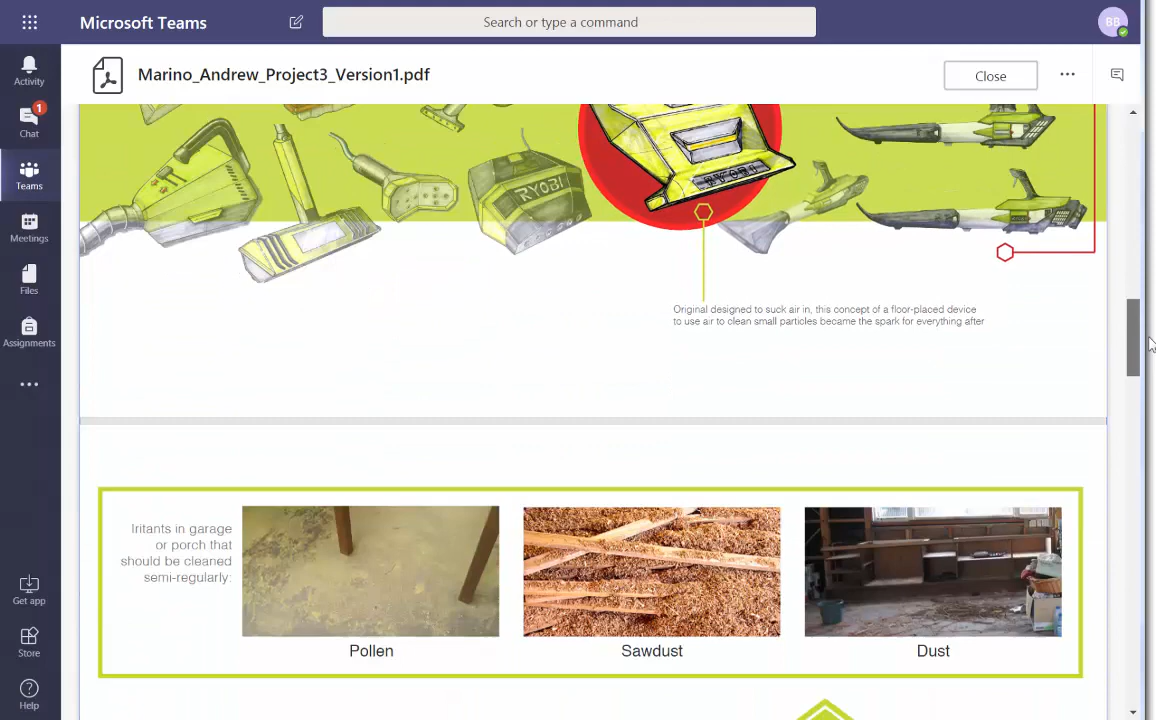 Microsoft Teams
Search or type a command
BB
Activity
Marino_Andrew_Project3_Version1.pdf
Close
1
Chat
Teams
Meetings
Files
Assignments
Get app
Store
Help
RYOBI
RYOBI
Original designed to suck air in, this concept of a floor-placed device
to use air to clean small particles became the spark for everything after
Iritants in garage
or porch that
should be cleaned
semi-regularly:
Pollen
Sawdust
Dust